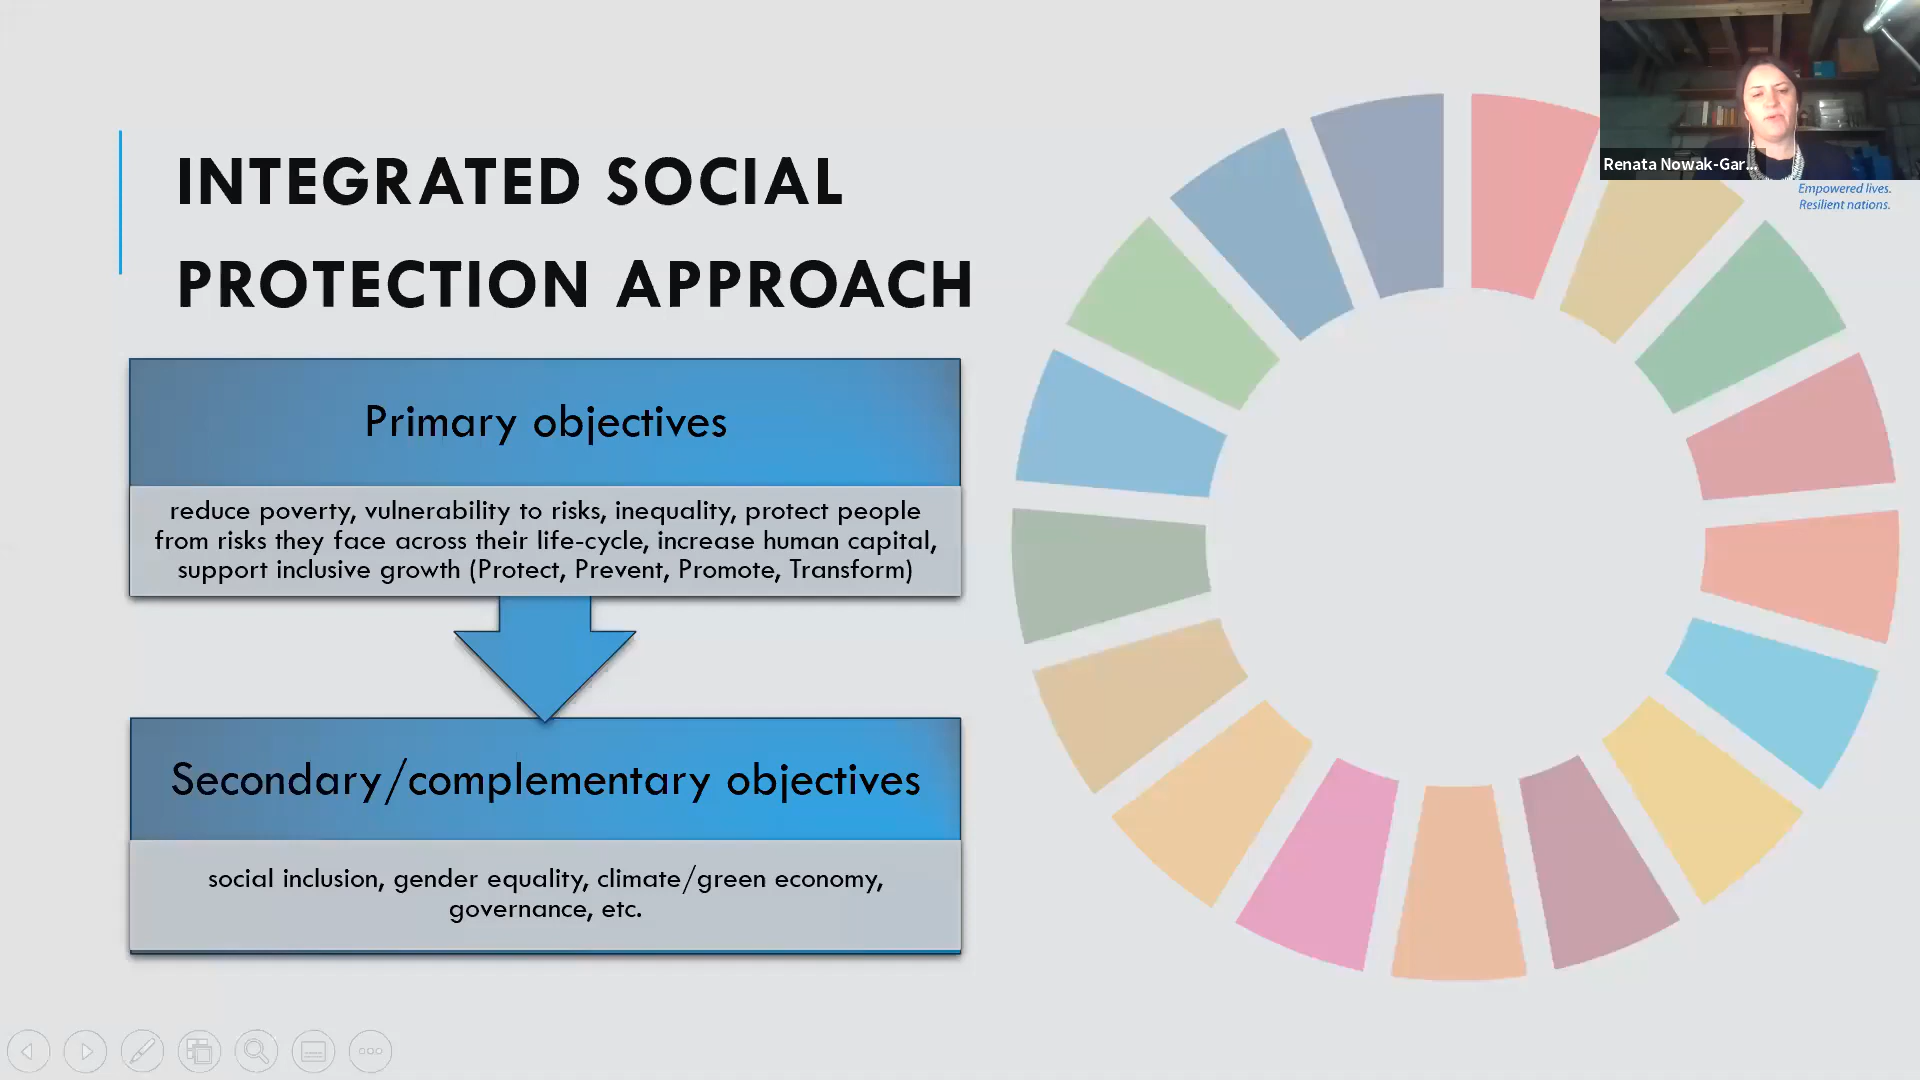 INTEGRATED SOCIAL
PROTECTION APPROACH
Primary objectives
reduce poverty, vulnerability to risks, inequality, protect people
from risks they face across their life-cycle, increase human capital,
support inclusive growth (Protect, Prevent, Promote, Transform)
Secondary/complementary objectives
social inclusion, gender equality, climate/green economy,
governance, etc.
Renata Nowak-Gar...
Empowered lives.
Resilient nations.